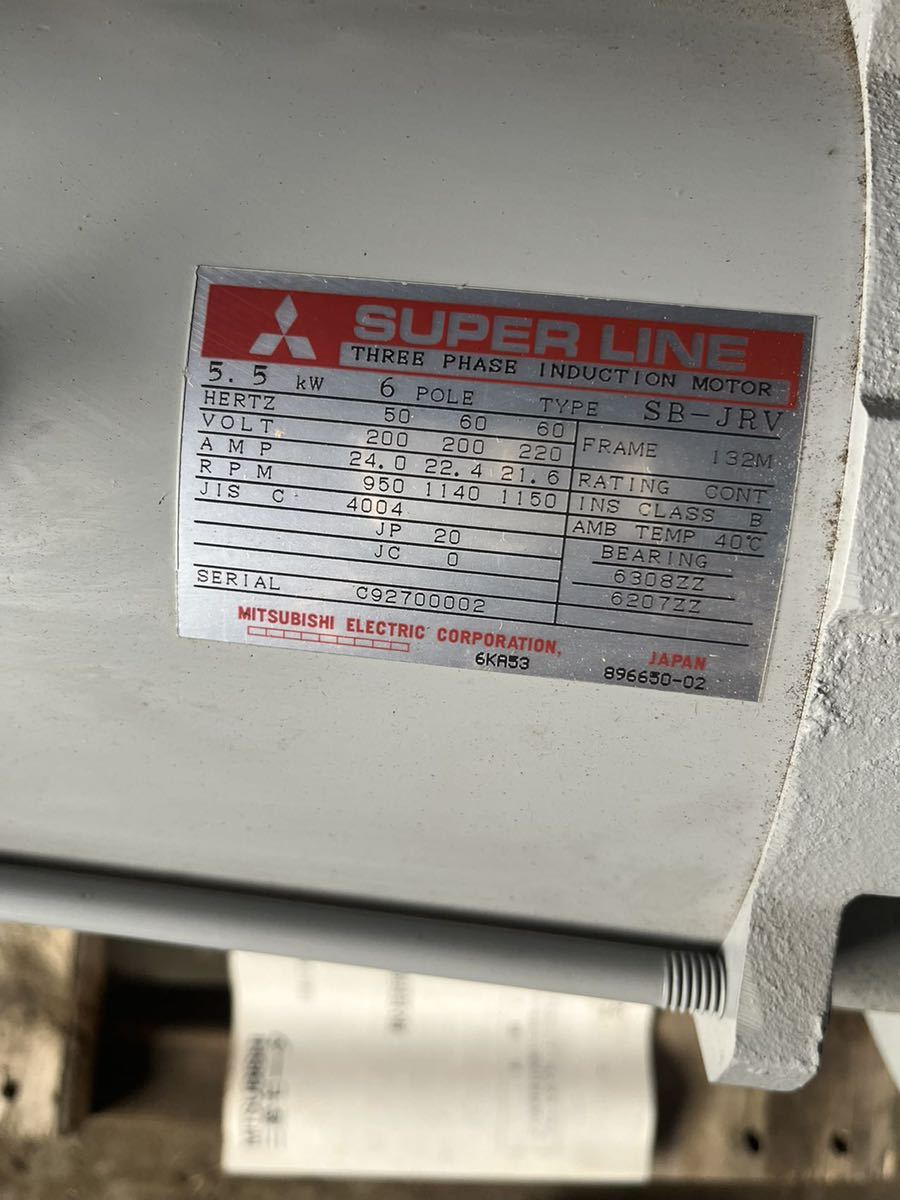 SUPER LINE
THREE PHASE INDUCTION MOTOR
5.5 kW 6 POLE TYPE SB-JRV
HERTZ 50 60 60
VOLT 200 200 220
AMP 24.0 22.4 21.6
RPM 950 1140 1150
JIS C 4004
JP 20
JC 0
SERIAL C92700002
FRAME 132M
RATING CONT
INS CLASS B
AMB TEMP 40℃
BEARING
6308ZZ
6207ZZ
MITSUBISHI ELECTRIC CORPORATION, JAPAN
6KA53 896650-02